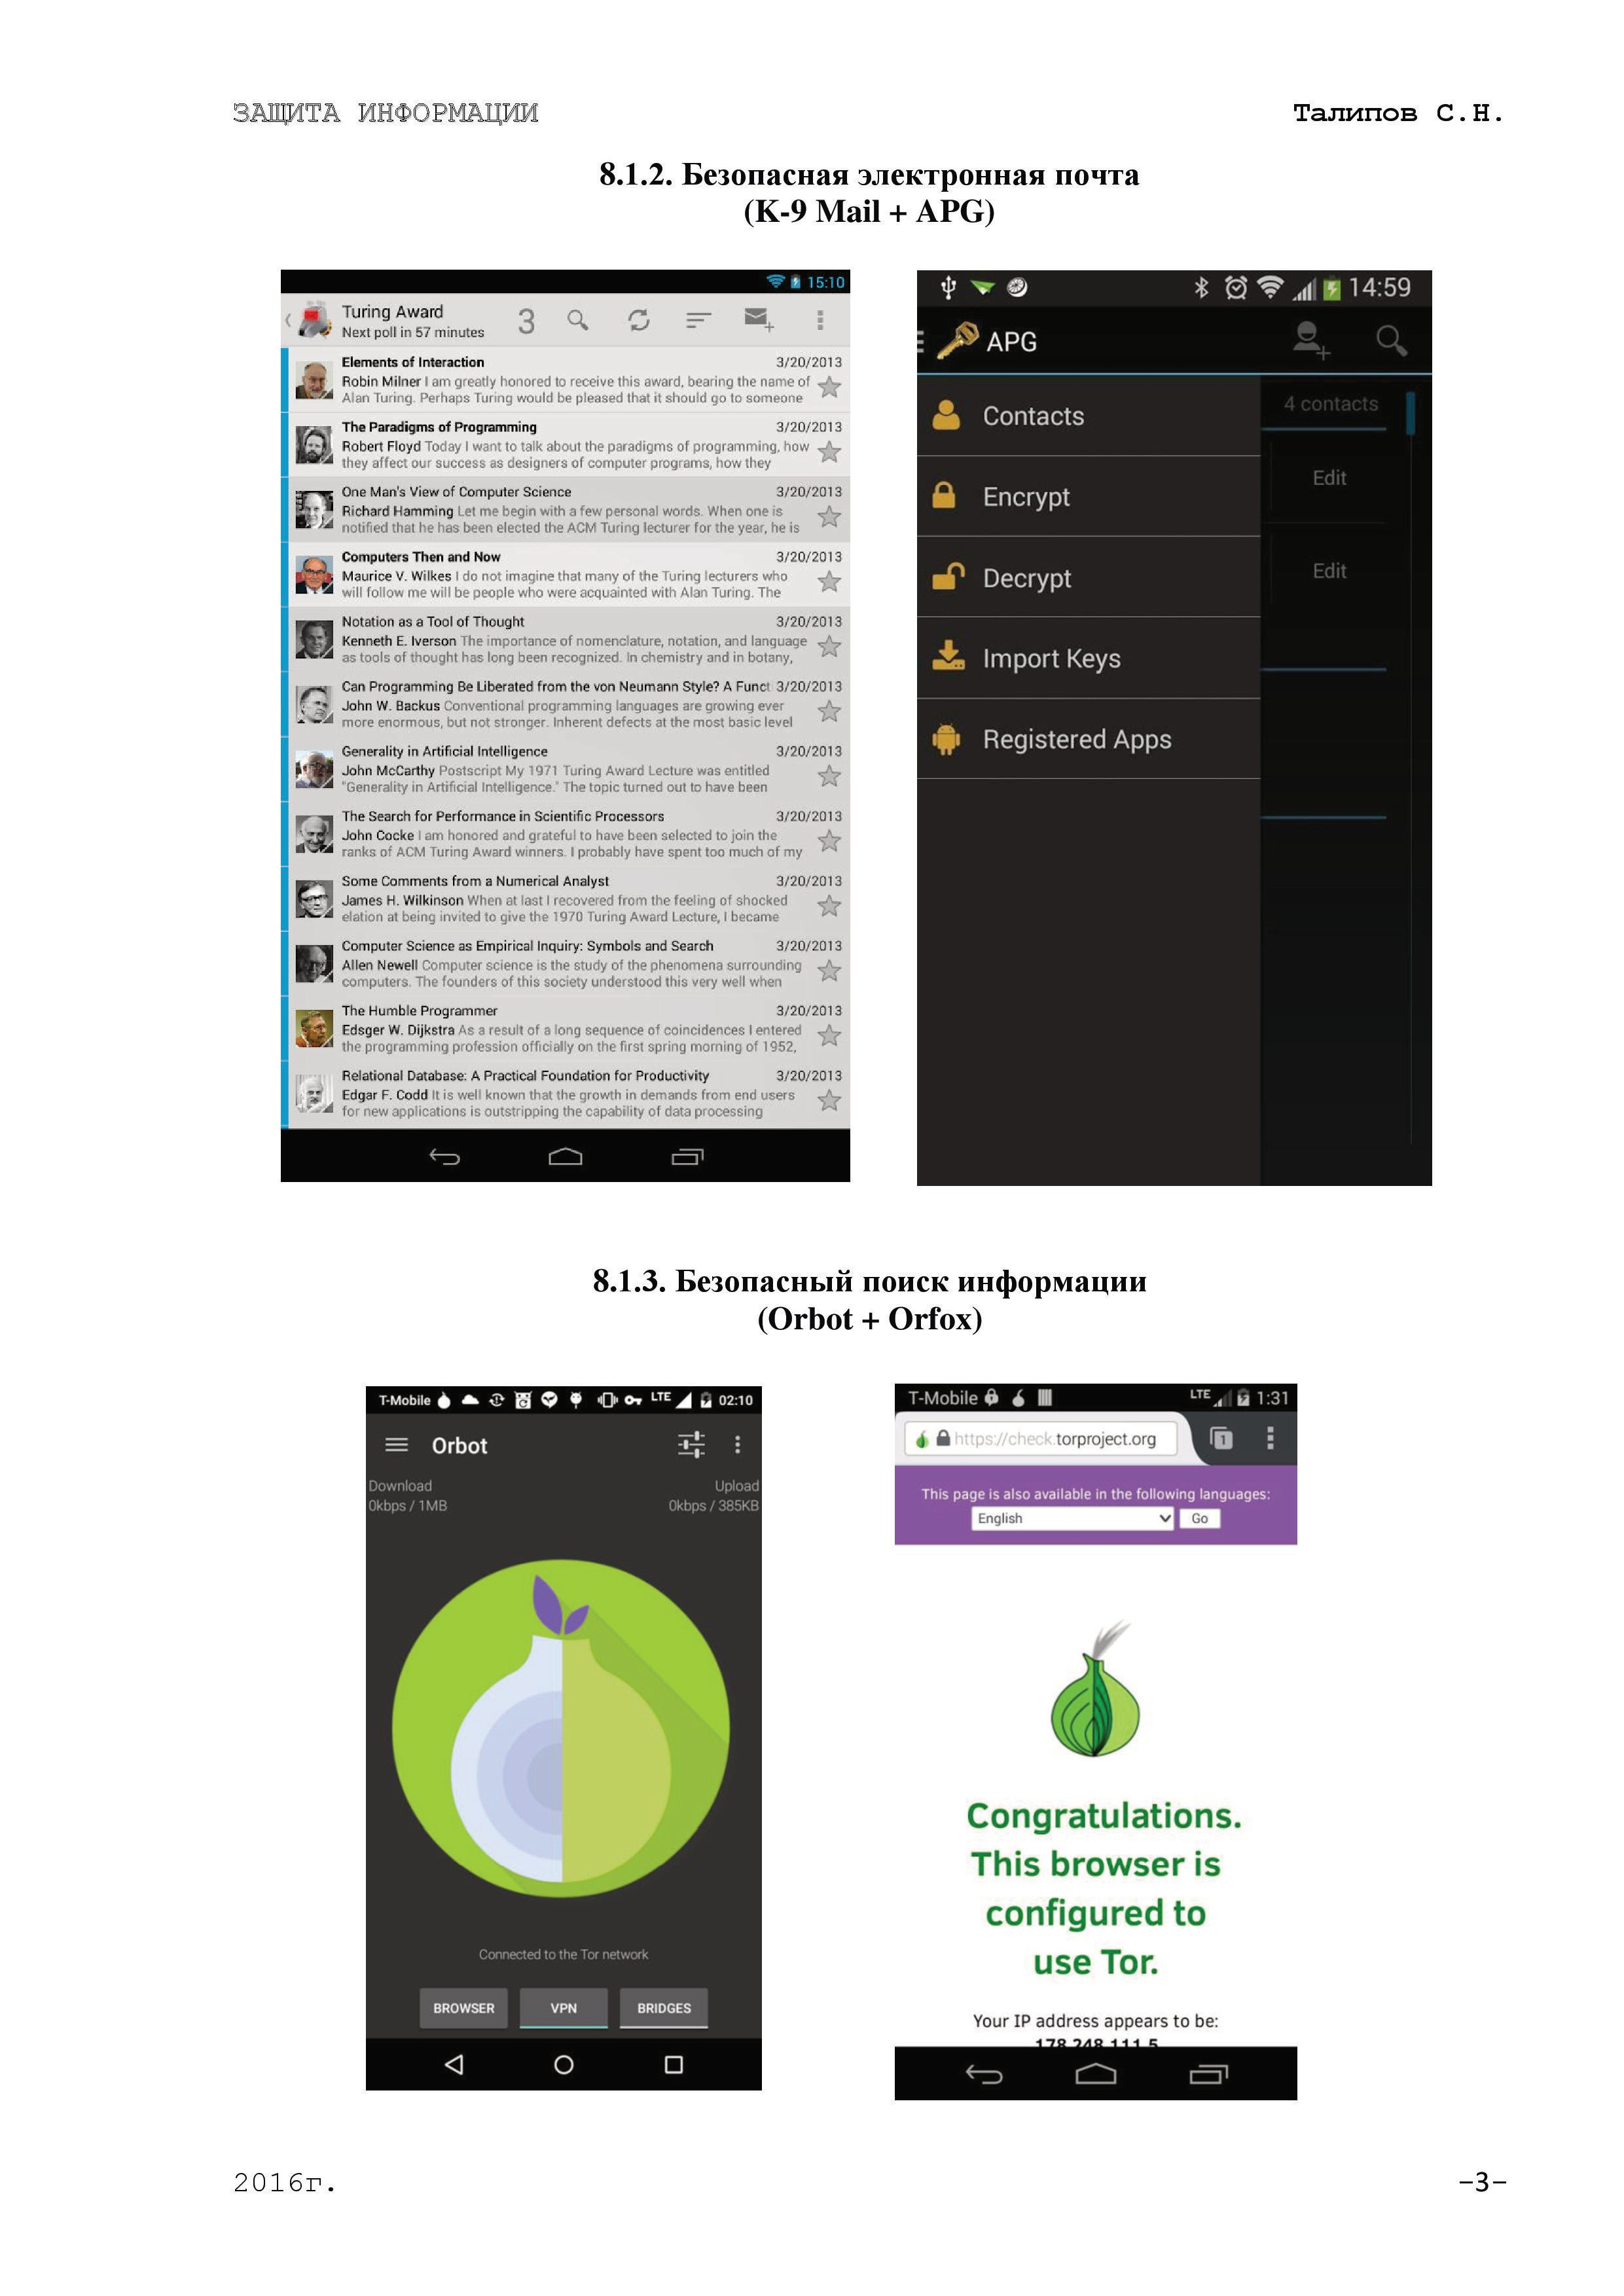 ЗАЩИТА ИНФОРМАЦИИ
Талипов С.Н.
8.1.2. Безопасная электронная почта
(K-9 Mail + APG)
15:10
Turing Award
Next poll in 57 minutes
3
Elements of Interaction 3/20/2013
Robin Milner I am greatly honored to receive this award, bearing the name of
Alan Turing. Perhaps Turing would be pleased that it should go to someone
The Paradigms of Programming 3/20/2013
Robert Floyd Today I want to talk about the paradigms of programming, how
they affect our success as designers of computer programs, how they
One Man's View of Computer Science 3/20/2013
Richard Hamming Let me begin with a few personal words. When one is
notified that he has been elected the ACM Turing lecturer for the year, he is
Computers Then and Now 3/20/2013
Maurice V. Wilkes I do not imagine that many of the Turing lecturers who
will follow me will be people who were acquainted with Alan Turing. The
Notation as a Tool of Thought 3/20/2013
Kenneth E. Iverson The importance of nomenclature, notation, and language
as tools of thought has long been recognized. In chemistry and in botany,
Can Programming Be Liberated from the von Neumann Style? A Funct 3/20/2013
John W. Backus Conventional programming languages are growing ever
more enormous, but not stronger. Inherent defects at the most basic level
Generality in Artificial Intelligence 3/20/2013
John McCarthy Postscript My 1971 Turing Award Lecture was entitled
"Generality in Artificial Intelligence." The topic turned out to have been
The Search for Performance in Scientific Processors 3/20/2013
John Cocke I am honored and grateful to have been selected to join the
ranks of ACM Turing Award winners. I probably have spent too much of my
Some Comments from a Numerical Analyst 3/20/2013
James H. Wilkinson When at last I recovered from the feeling of shocked
elation at being invited to give the 1970 Turing Award Lecture, I became
Computer Science as Empirical Inquiry: Symbols and Search 3/20/2013
Allen Newell Computer science is the study of the phenomena surrounding
computers. The founders of this society understood this very well when
The Humble Programmer 3/20/2013
Edsger W. Dijkstra As a result of a long sequence of coincidences I entered
the programming profession officially on the first spring morning of 1952,
Relational Database: A Practical Foundation for Productivity 3/20/2013
Edgar F. Codd It is well known that the growth in demands from end users
for new applications is outstripping the capability of data processing
14:59
APG
Contacts
Encrypt
Decrypt
Import Keys
Registered Apps
4 contacts
Edit
Edit
8.1.3. Безопасный поиск информации
(Orbot + Orfox)
T-Mobile LTE 02:10
Orbot
Download Upload
0kbps / 1MB 0kbps / 385KB
Connected to the Tor network
BROWSER VPN BRIDGES
T-Mobile LTE 1:31
https://check.torproject.org 1
This page is also available in the following languages:
English Go
Congratulations.
This browser is
configured to
use Tor.
Your IP address appears to be:
178.248.111.5
2016г.
-3-